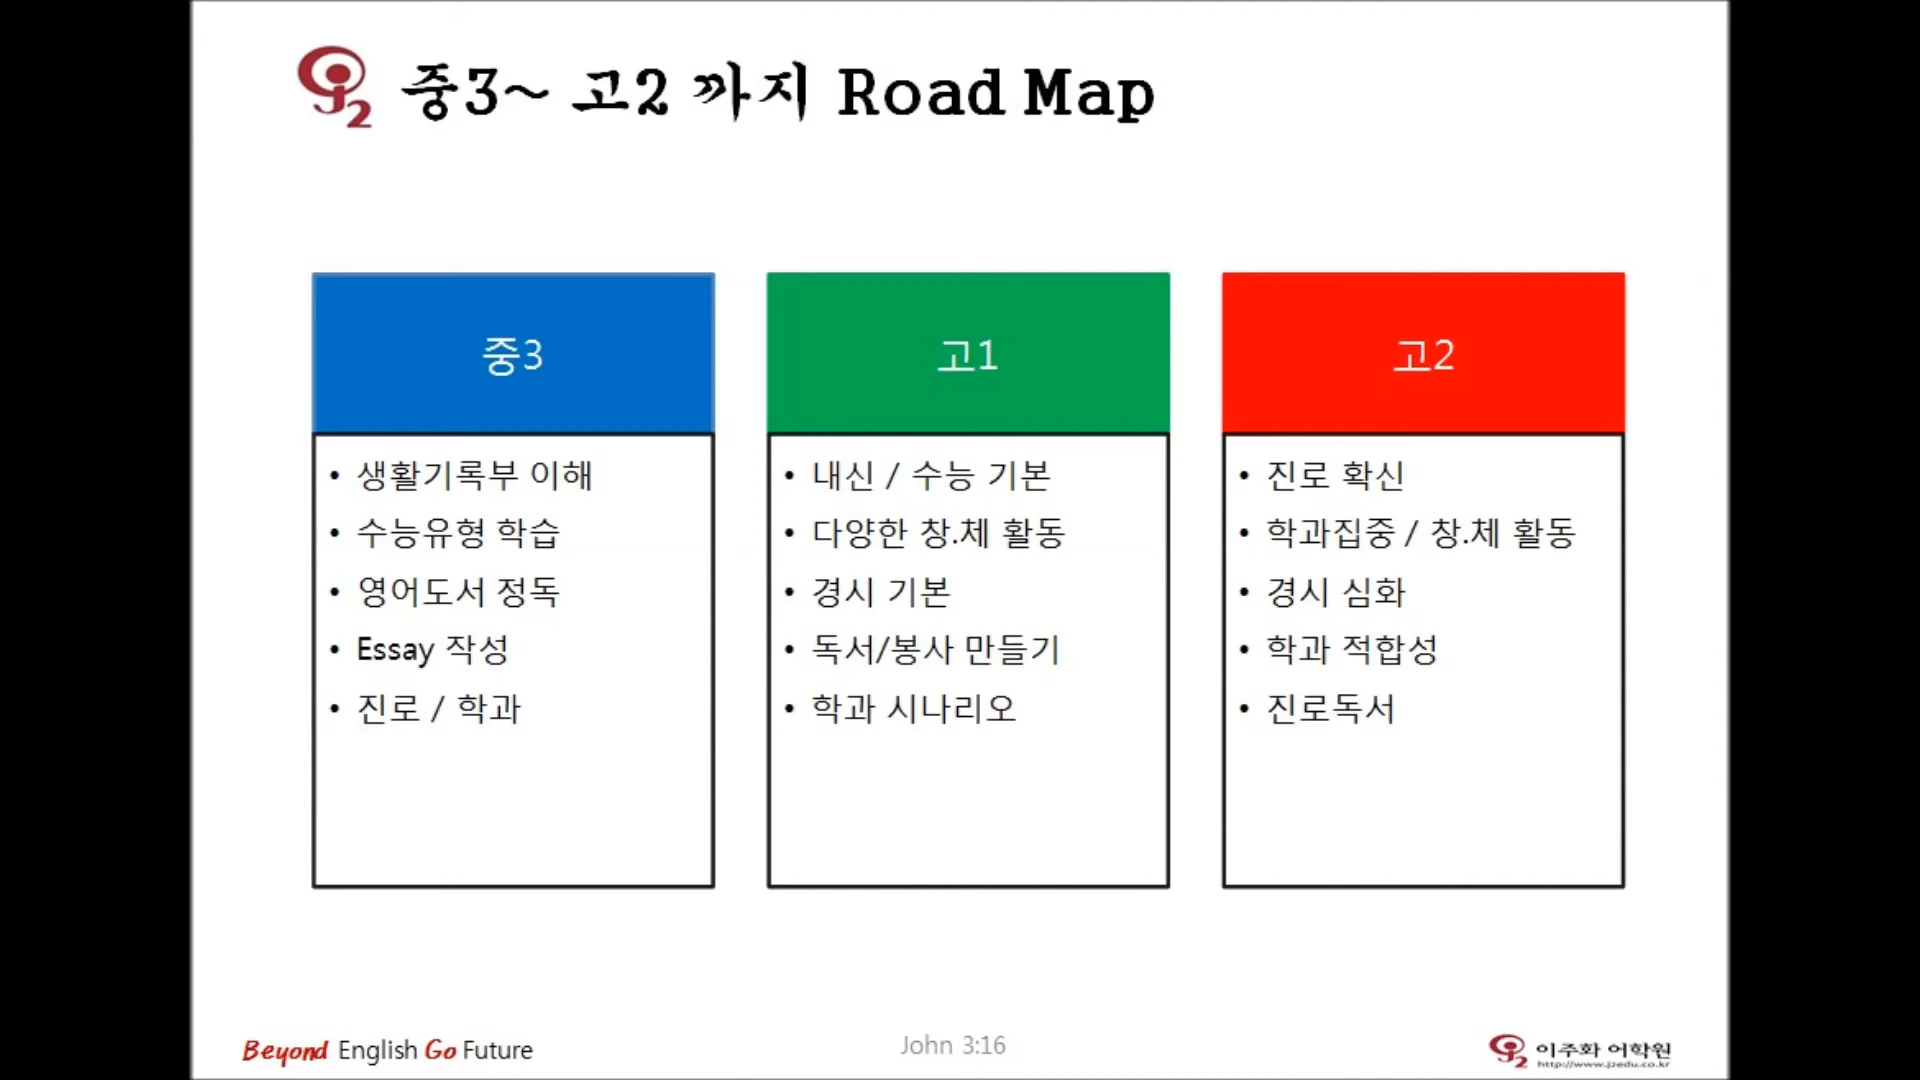 중3~ 고2 까지 Road Map
중3
• 생활기록부 이해
• 수능유형 학습
• 영어도서 정독
• Essay 작성
• 진로 / 학과
고1
• 내신 / 수능 기본
• 다양한 창.체 활동
• 경시 기본
• 독서/봉사 만들기
• 학과 시나리오
고2
• 진로 확신
• 학과집중 / 창.체 활동
• 경시 심화
• 학과 적합성
• 진로독서
Beyond English Go Future
John 3:16
이주화 어학원
http://www.j2edu.co.kr